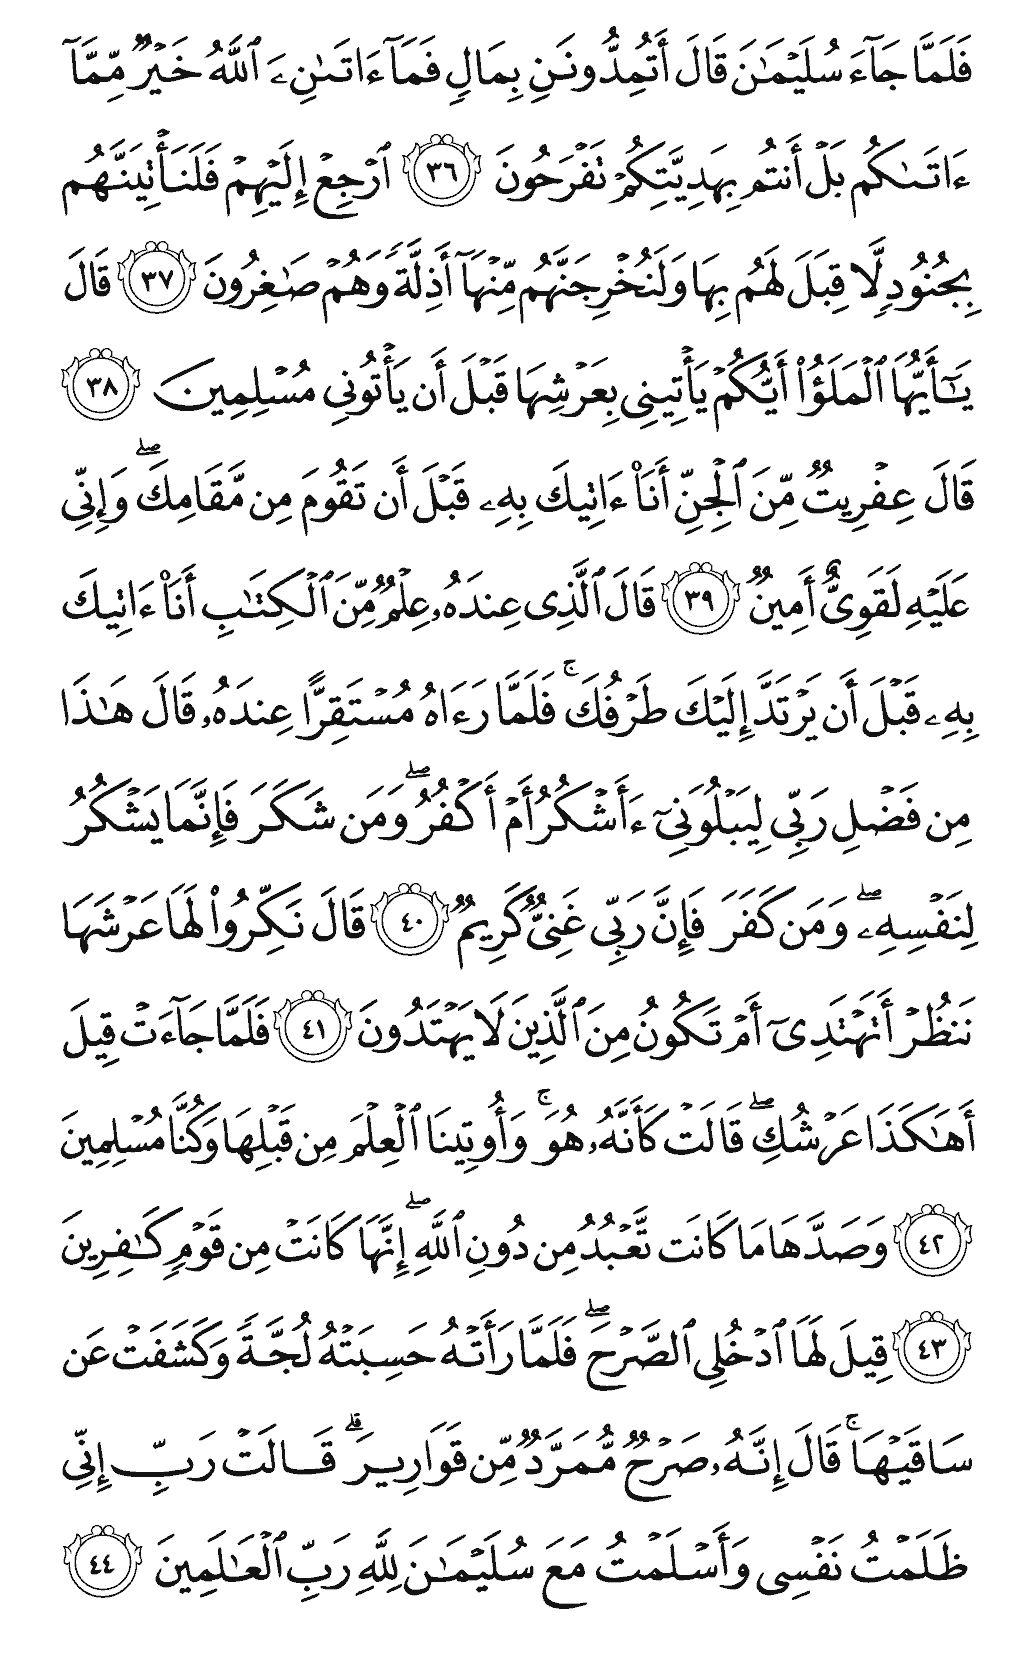 فَلَمَّا جَآءَ سُلَيۡمَٰنَ قَالَ أَتُمِدُّونَنِ بِمَالٖ فَمَآ ءَاتَىٰنِۦَ ٱللَّهُ خَيۡرٞ مِّمَّآ
ءَاتَىٰكُم بَلۡ أَنتُم بِهَدِيَّتِكُمۡ تَفۡرَحُونَ ٣٦ ٱرۡجِعۡ إِلَيۡهِمۡ فَلَنَأۡتِيَنَّهُم
بِجُنُودٖ لَّا قِبَلَ لَهُم بِهَا وَلَنُخۡرِجَنَّهُم مِّنۡهَآ أَذِلَّةٗ وَهُمۡ صَٰغِرُونَ ٣٧ قَالَ
يَٰٓأَيُّهَا ٱلۡمَلَؤُاْ أَيُّكُمۡ يَأۡتِينِي بِعَرۡشِهَا قَبۡلَ أَن يَأۡتُونِي مُسۡلِمِينَ ٣٨
قَالَ عِفۡرِيتٞ مِّنَ ٱلۡجِنِّ أَنَا۠ ءَاتِيكَ بِهِۦ قَبۡلَ أَن تَقُومَ مِن مَّقَامِكَۖ وَإِنِّي
عَلَيۡهِ لَقَوِيٌّ أَمِينٞ ٣٩ قَالَ ٱلَّذِي عِندَهُۥ عِلۡمٞ مِّنَ ٱلۡكِتَٰبِ أَنَا۠ ءَاتِيكَ
بِهِۦ قَبۡلَ أَن يَرۡتَدَّ إِلَيۡكَ طَرۡفُكَۚ فَلَمَّا رَءَاهُ مُسۡتَقِرًّا عِندَهُۥ قَالَ هَٰذَا
مِن فَضۡلِ رَبِّي لِيَبۡلُوَنِيٓ ءَأَشۡكُرُ أَمۡ أَكۡفُرُۖ وَمَن شَكَرَ فَإِنَّمَا يَشۡكُرُ
لِنَفۡسِهِۦۖ وَمَن كَفَرَ فَإِنَّ رَبِّي غَنِيّٞ كَرِيمٞ ٤٠ قَالَ نَكِّرُواْ لَهَا عَرۡشَهَا
نَنظُرۡ أَتَهۡتَدِيٓ أَمۡ تَكُونُ مِنَ ٱلَّذِينَ لَا يَهۡتَدُونَ ٤١ فَلَمَّا جَآءَتۡ قِيلَ
أَهَٰكَذَا عَرۡشُكِۖ قَالَتۡ كَأَنَّهُۥ هُوَۚ وَأُوتِينَا ٱلۡعِلۡمَ مِن قَبۡلِهَا وَكُنَّا مُسۡلِمِينَ
٤٢ وَصَدَّهَا مَا كَانَت تَّعۡبُدُ مِن دُونِ ٱللَّهِۖ إِنَّهَا كَانَتۡ مِن قَوۡمٖ كَٰفِرِينَ
٤٣ قِيلَ لَهَا ٱدۡخُلِي ٱلصَّرۡحَۖ فَلَمَّا رَأَتۡهُ حَسِبَتۡهُ لُجَّةٗ وَكَشَفَتۡ عَن
سَاقَيۡهَاۚ قَالَ إِنَّهُۥ صَرۡحٞ مُّمَرَّدٞ مِّن قَوَارِيرَۗ قَالَتۡ رَبِّ إِنِّي
ظَلَمۡتُ نَفۡسِي وَأَسۡلَمۡتُ مَعَ سُلَيۡمَٰنَ لِلَّهِ رَبِّ ٱلۡعَٰلَمِينَ ٤٤